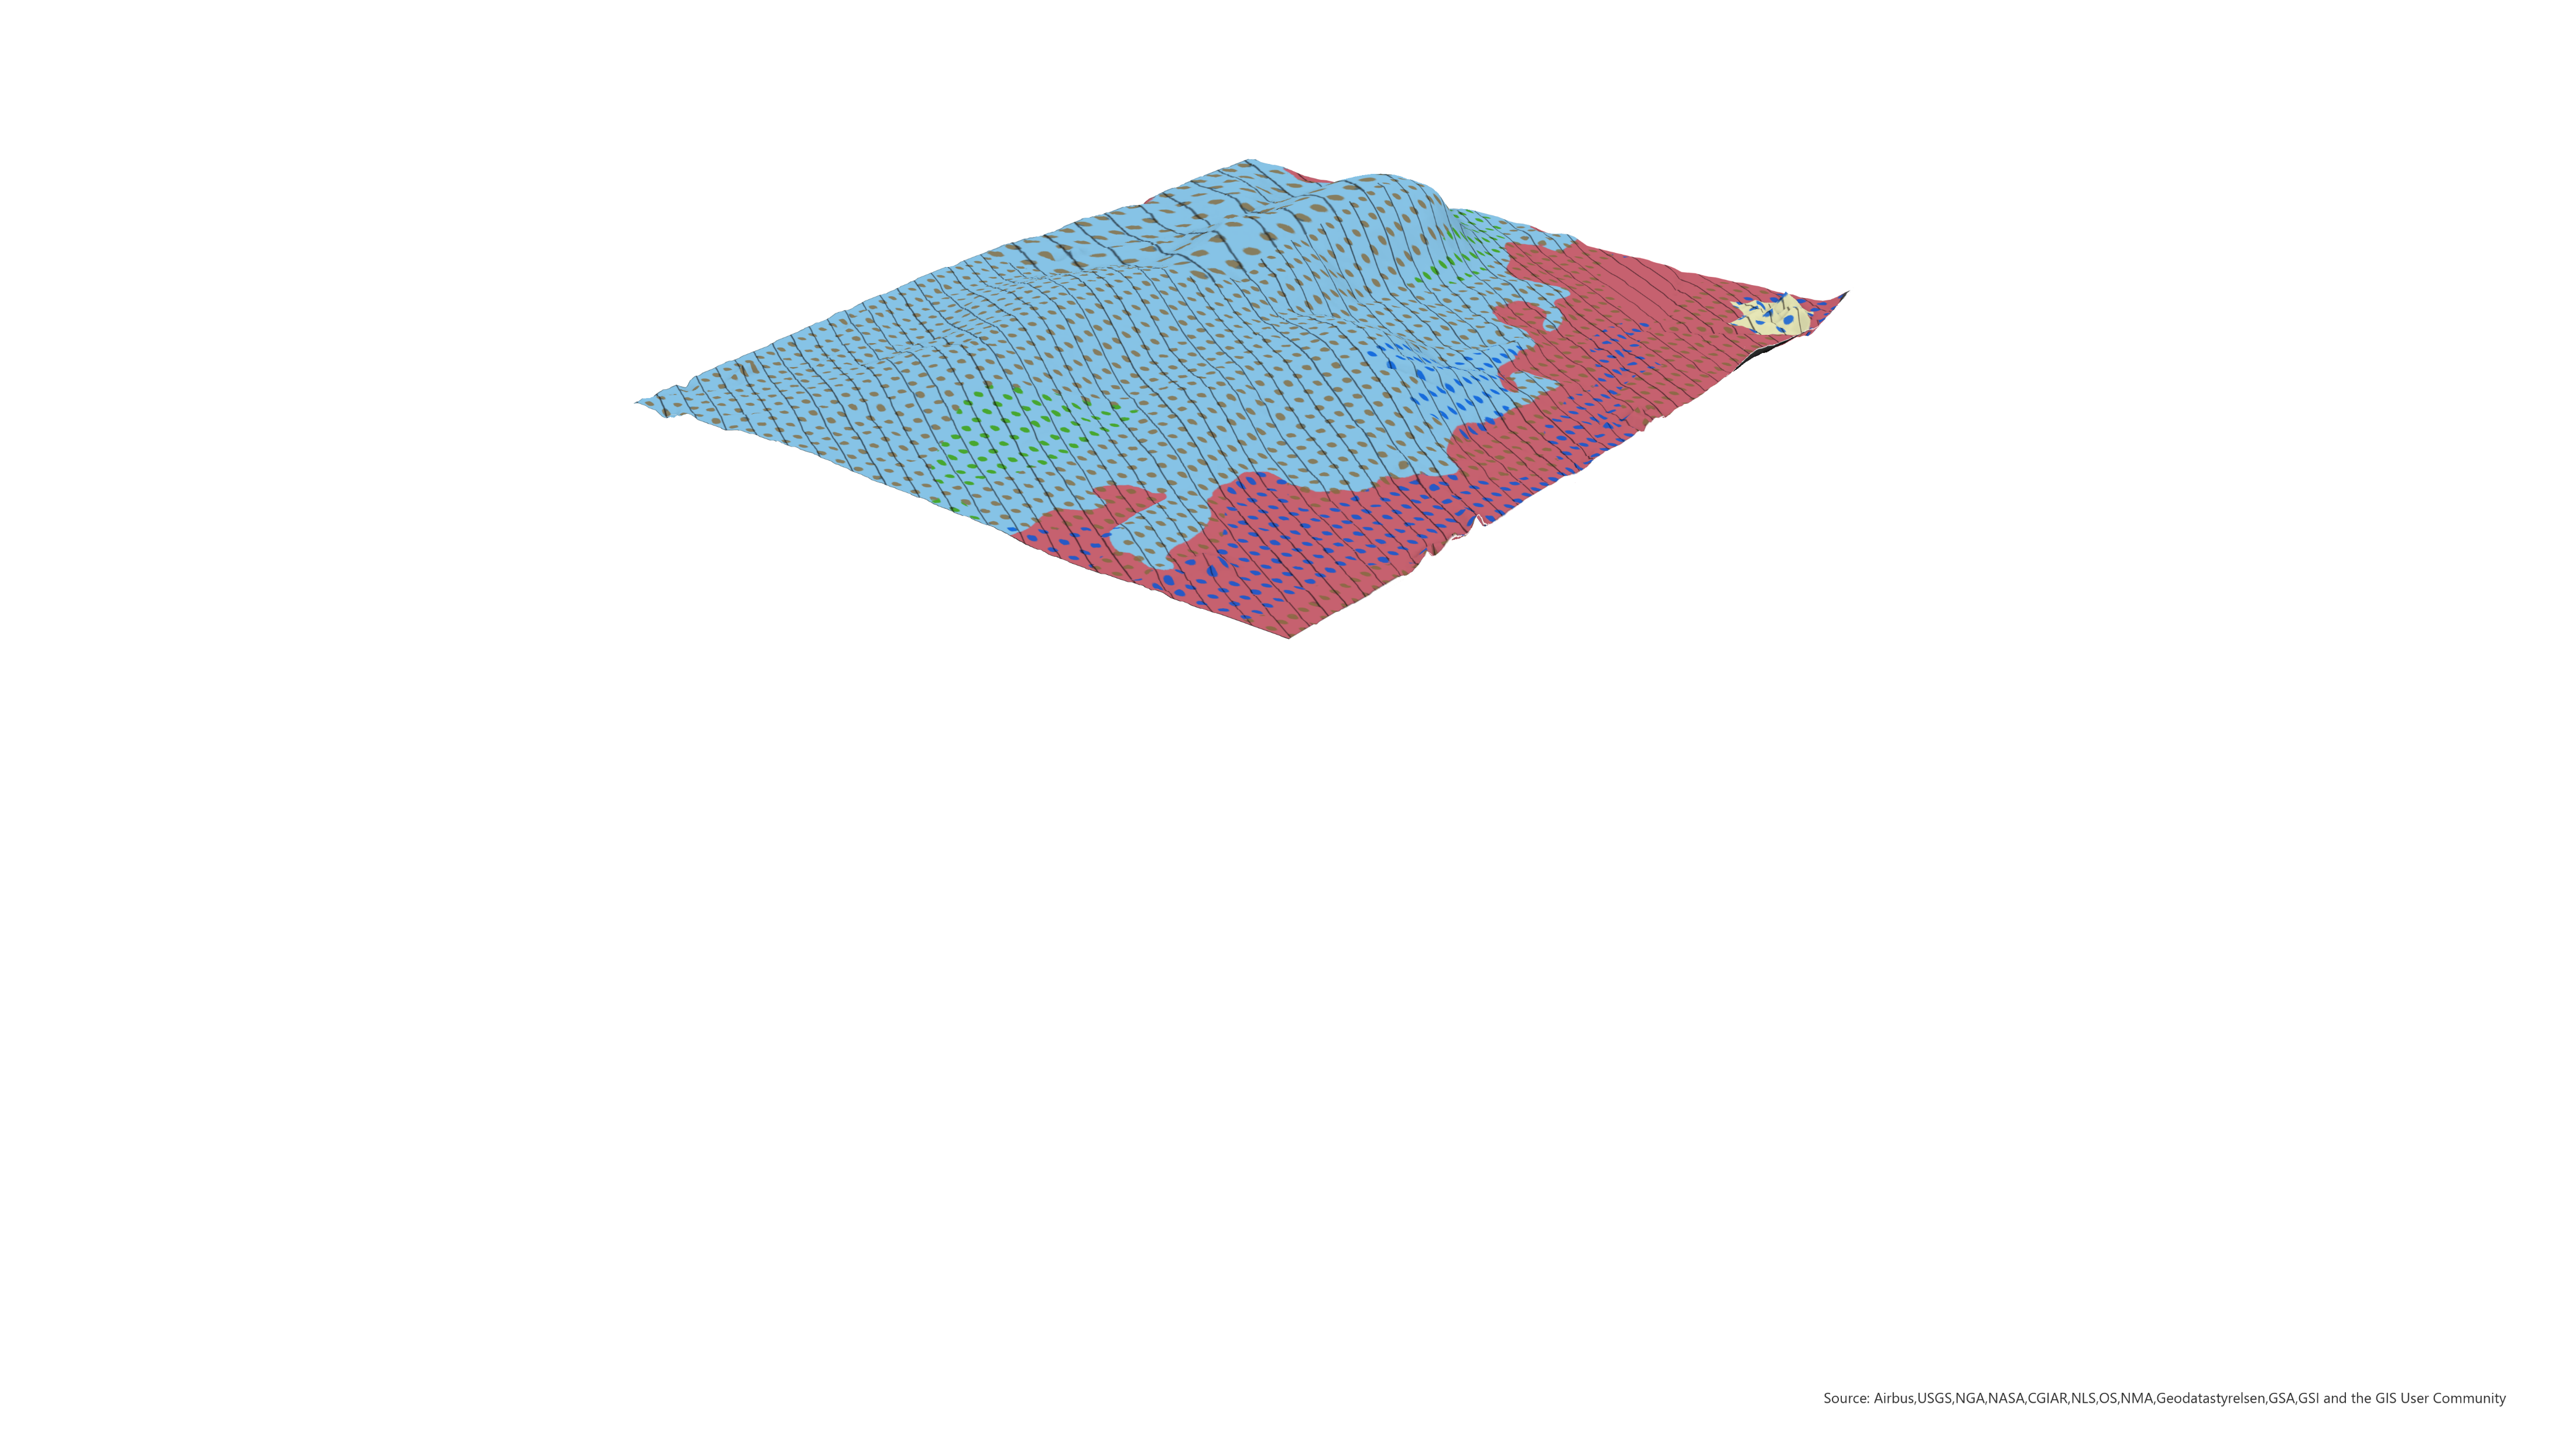 Source: Airbus,USGS,NGA,NASA,CGIAR,NLS,OS,NMA,Geodatastyrelsen,GSA,GSI and the GIS User Community